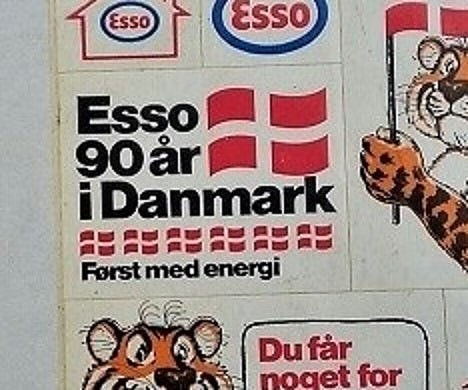 Esso
Esso
Esso
90 år
i Danmark
Først med energi
Du får
noget for